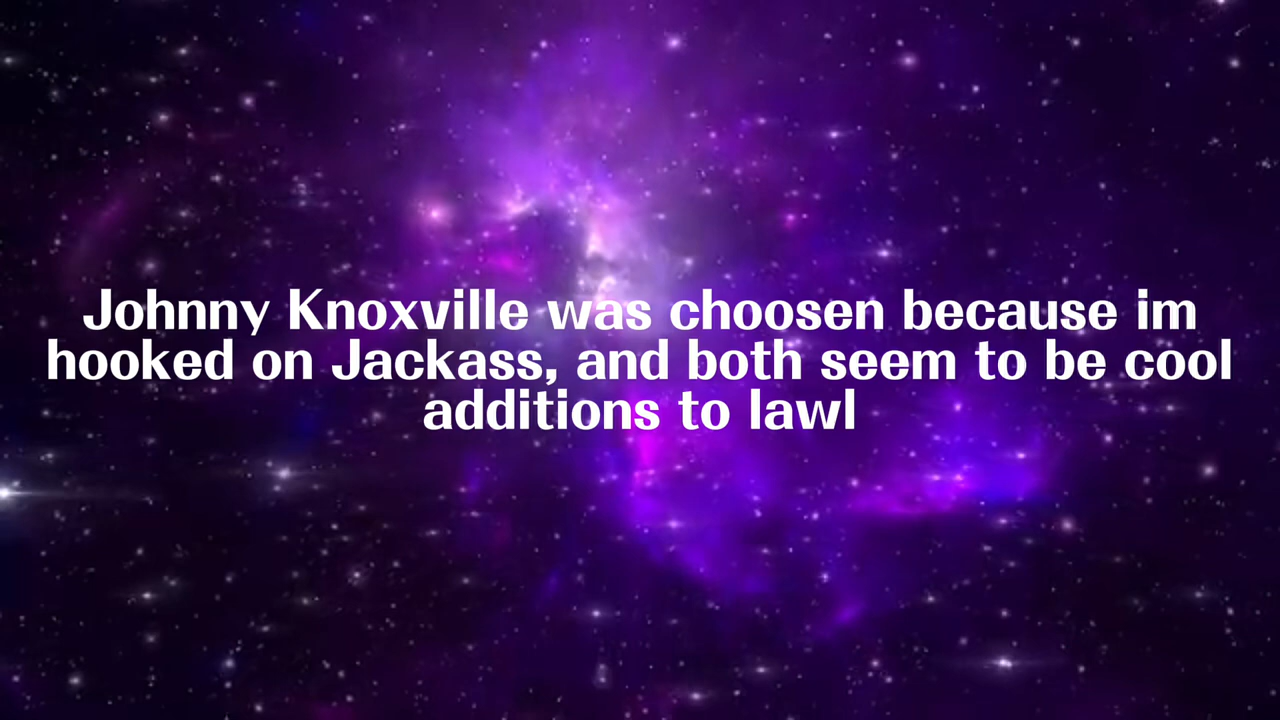 Johnny Knoxville was choosen because im
hooked on Jackass, and both seem to be cool
additions to lawl